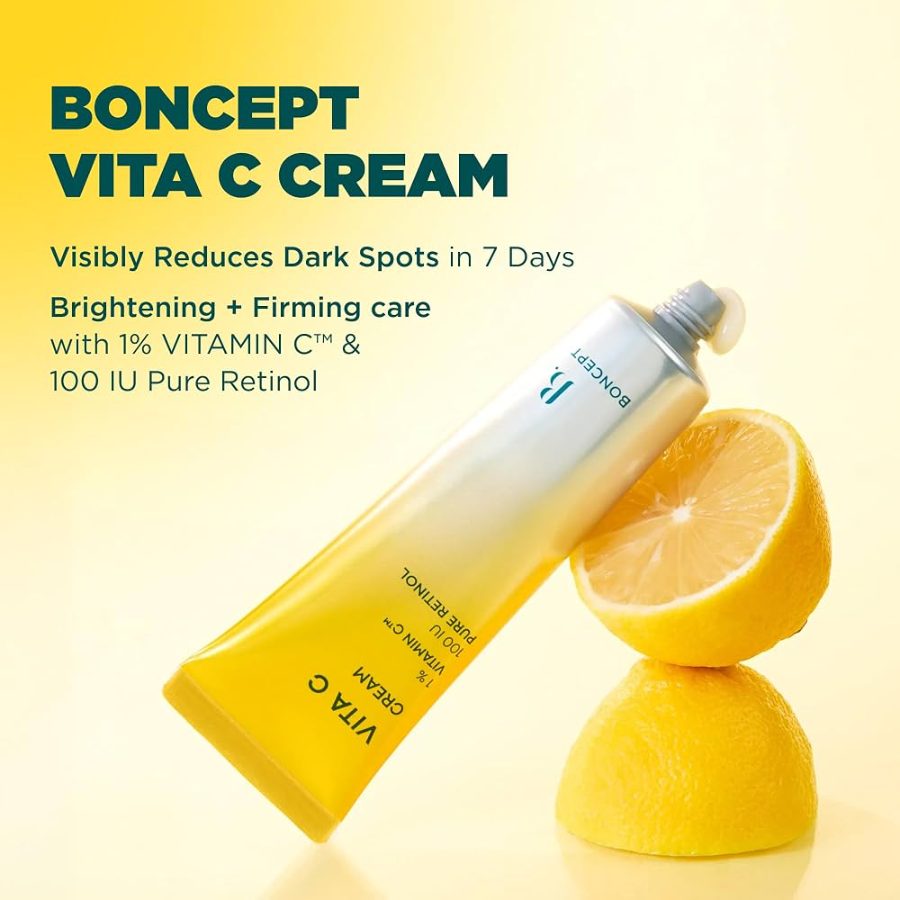 BONCEPT
VITA C CREAM
Visibly Reduces Dark Spots in 7 Days
Brightening + Firming care
with 1% VITAMIN C™ &
100 IU Pure Retinol
B.
BONCEPT
VITA C
CREAM
1%
VITAMIN C™
100 IU
PURE RETINOL